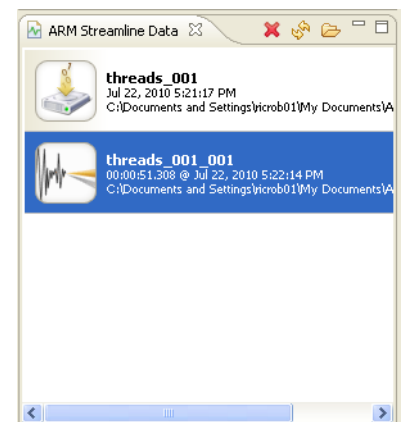 ARM Streamline Data
threads_001
Jul 22, 2010 5:21:17 PM
C:\Documents and Settings\ricrob01\My Documents\A
threads_001_001
00:00:51.308 @ Jul 22, 2010 5:22:14 PM
C:\Documents and Settings\ricrob01\My Documents\A